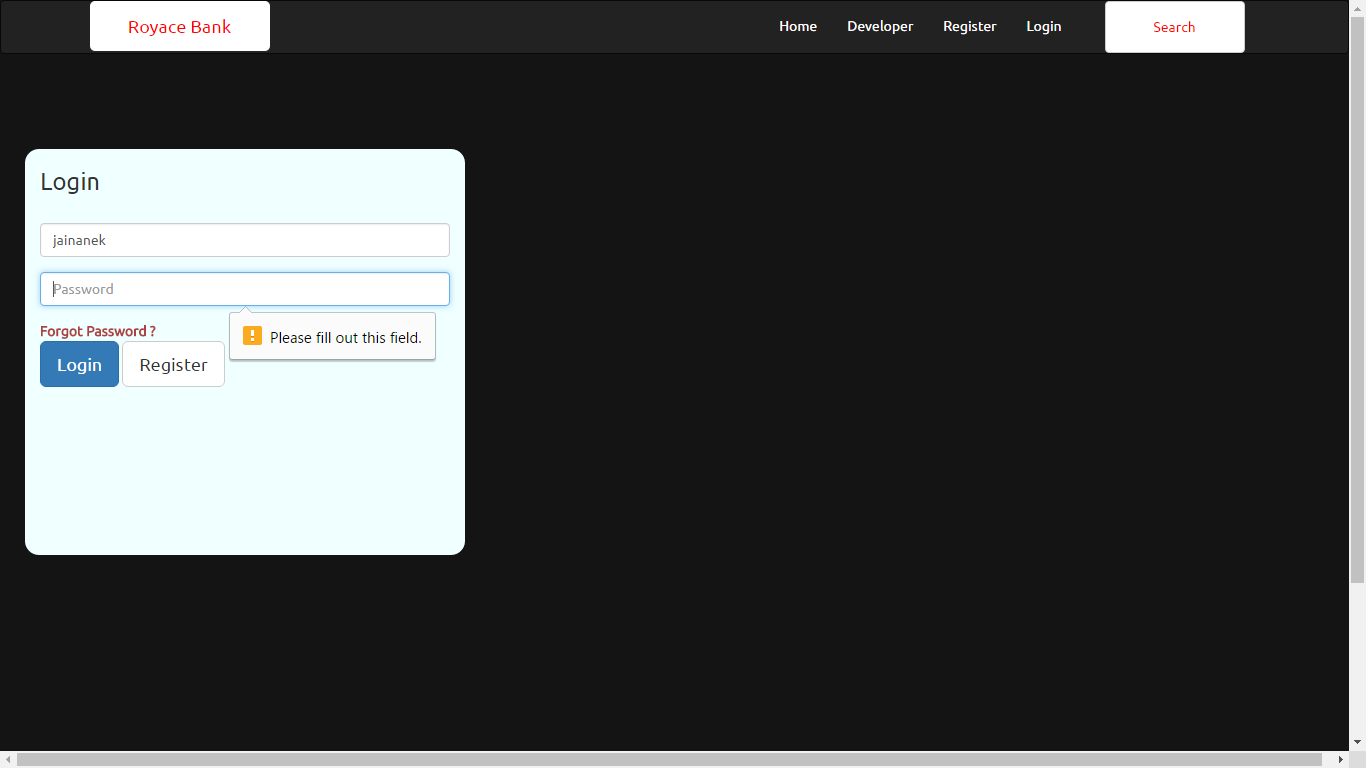 Royace Bank
Home Developer Register Login Search
Login
jainanek
Password
Forgot Password ?
Please fill out this field.
Login Register